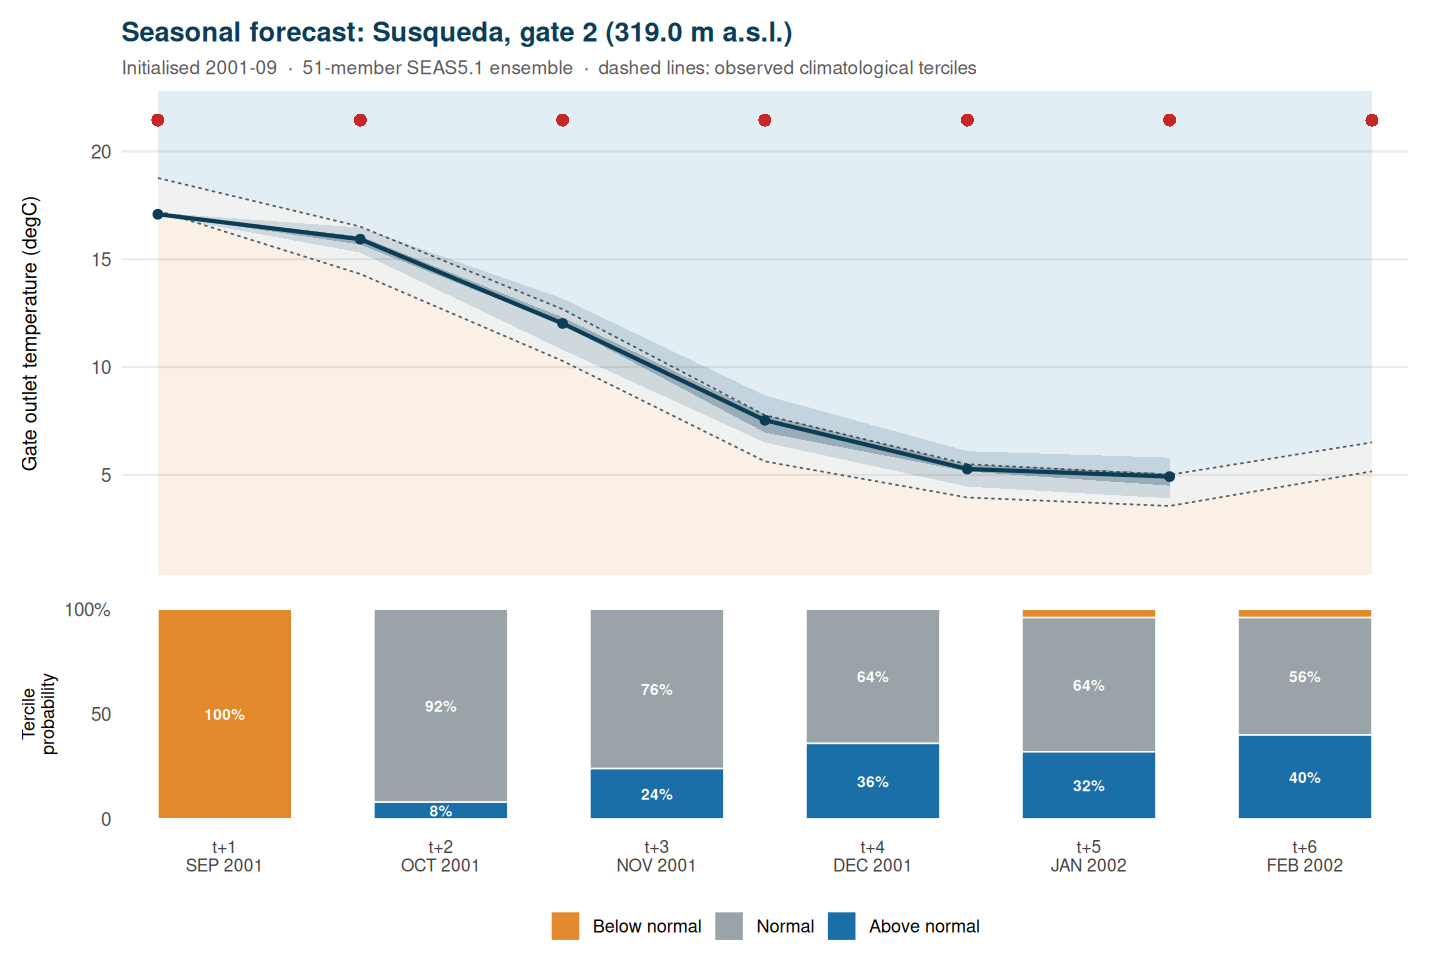 Seasonal forecast: Susqueda, gate 2 (319.0 m a.s.l.)
Initialised 2001-09 · 51-member SEAS5.1 ensemble · dashed lines: observed climatological terciles
Gate outlet temperature (degC)
20
15
10
5
Tercile
probability
100%
50
0
100%
92%
8%
76%
24%
64%
36%
64%
32%
56%
40%
t+1
SEP 2001
t+2
OCT 2001
t+3
NOV 2001
t+4
DEC 2001
t+5
JAN 2002
t+6
FEB 2002
Below normal
Normal
Above normal